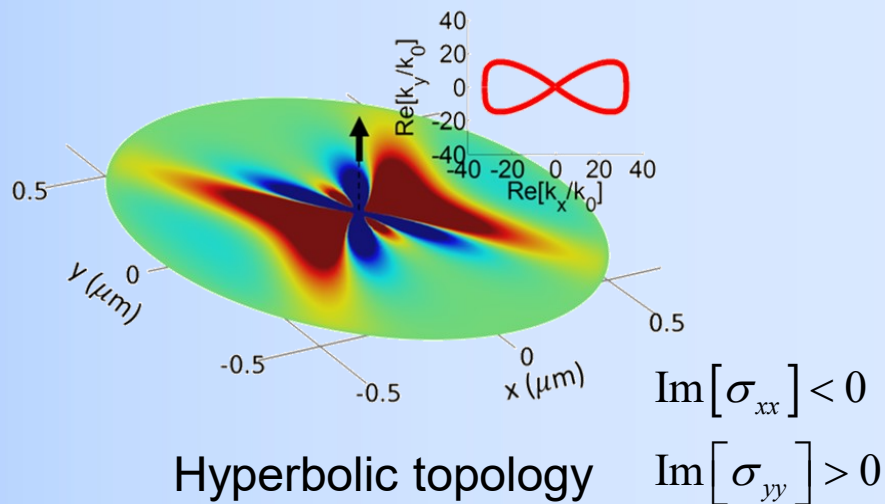 40
20
0
-20
-40
Re[k_y/k_0]
-40 -20 0 20 40
Re[k_x/k_0]
0.5
0
y (μm)
-0.5
-0.5
0
x (μm)
0.5
Im[σ_xx] < 0
Hyperbolic topology
Im[σ_yy] > 0